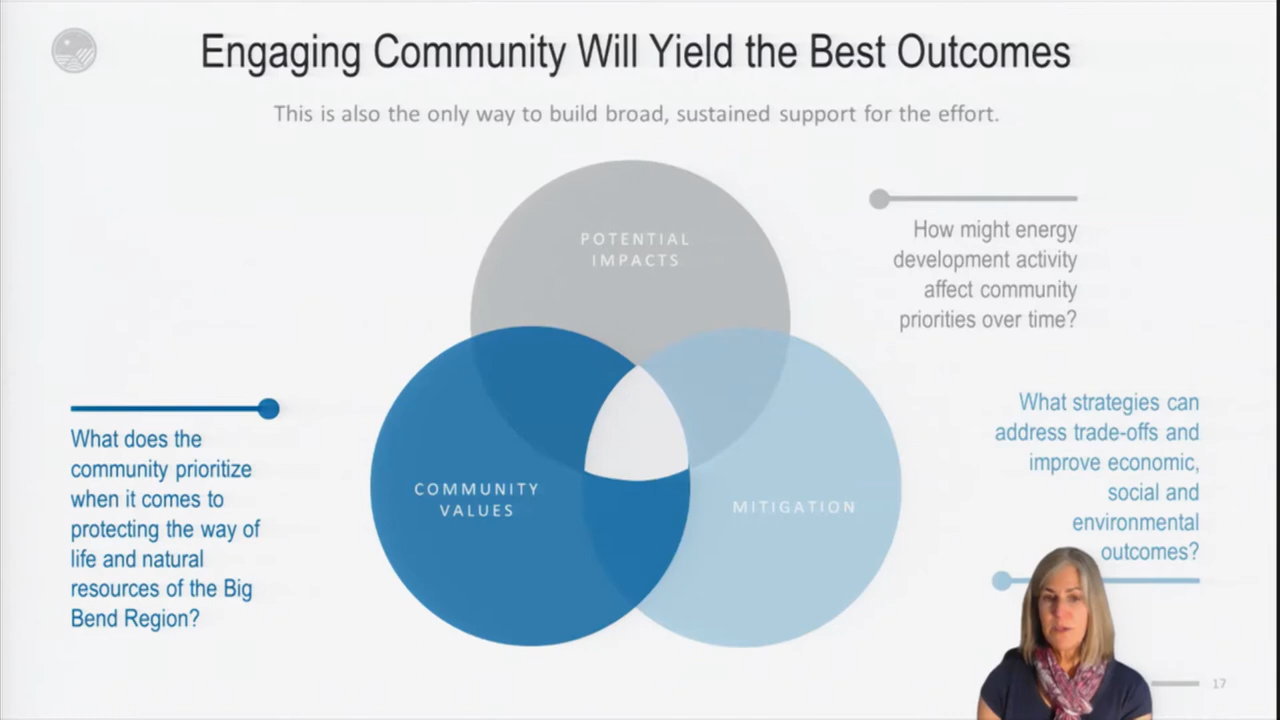 Engaging Community Will Yield the Best Outcomes
This is also the only way to build broad, sustained support for the effort.
POTENTIAL
IMPACTS
How might energy
development activity
affect community
priorities over time?
What does the
community prioritize
when it comes to
protecting the way of
life and natural
resources of the Big
Bend Region?
COMMUNITY
VALUES
MITIGATION
What strategies can
address trade-offs and
improve economic,
social and
environmental
outcomes?
17